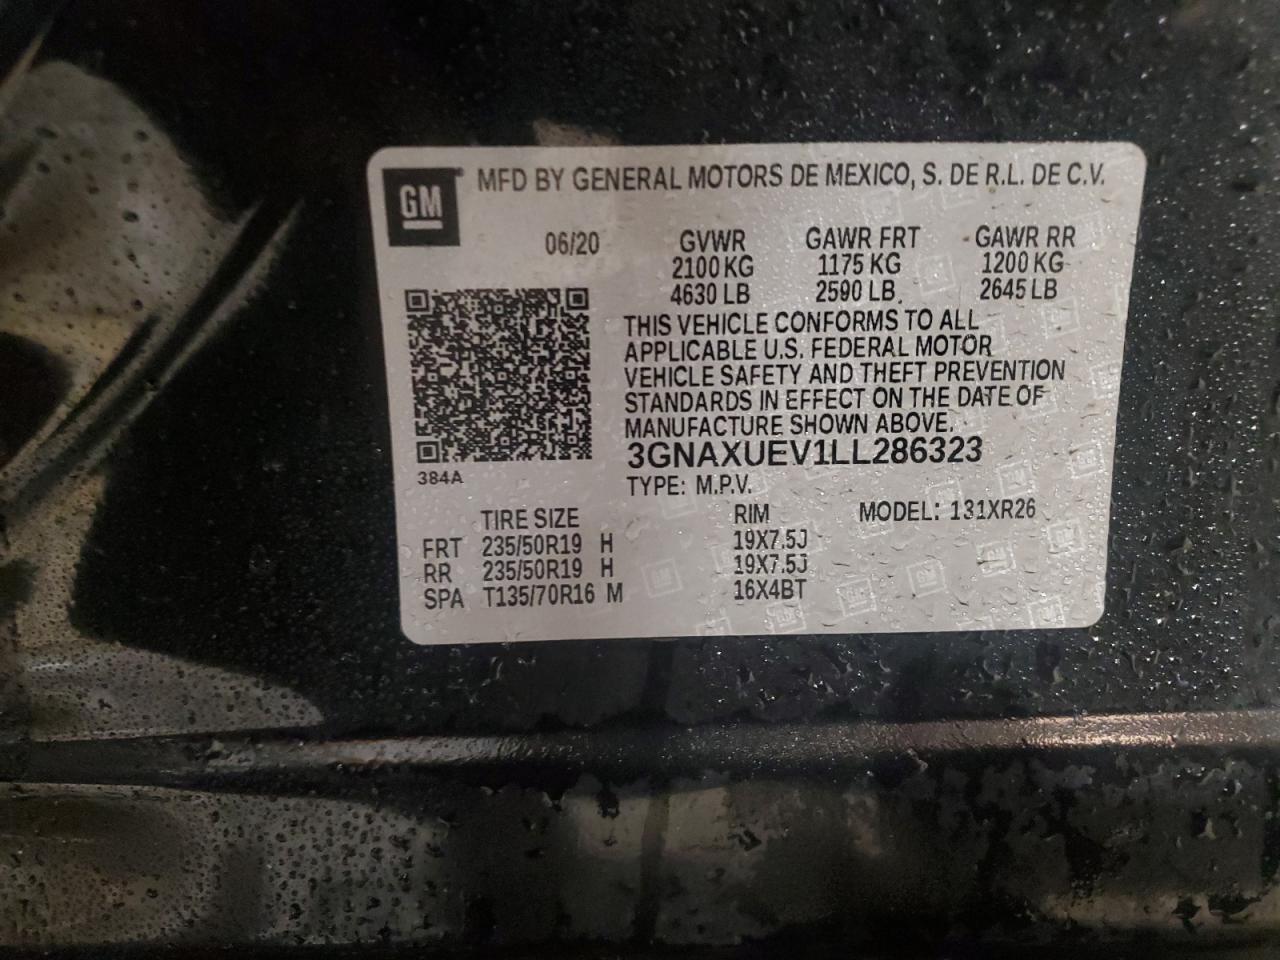 GM MFD BY GENERAL MOTORS DE MEXICO, S. DE R.L. DE C.V.
06/20 GVWR GAWR FRT GAWR RR
2100 KG 1175 KG 1200 KG
4630 LB 2590 LB 2645 LB
THIS VEHICLE CONFORMS TO ALL
APPLICABLE U.S. FEDERAL MOTOR
VEHICLE SAFETY AND THEFT PREVENTION
STANDARDS IN EFFECT ON THE DATE OF
MANUFACTURE SHOWN ABOVE.
3GNAXUEV1LL286323
384A
TYPE: M.P.V.
TIRE SIZE RIM MODEL: 131XR26
FRT 235/50R19 H 19X7.5J
RR 235/50R19 H 19X7.5J
SPA T135/70R16 M 16X4BT